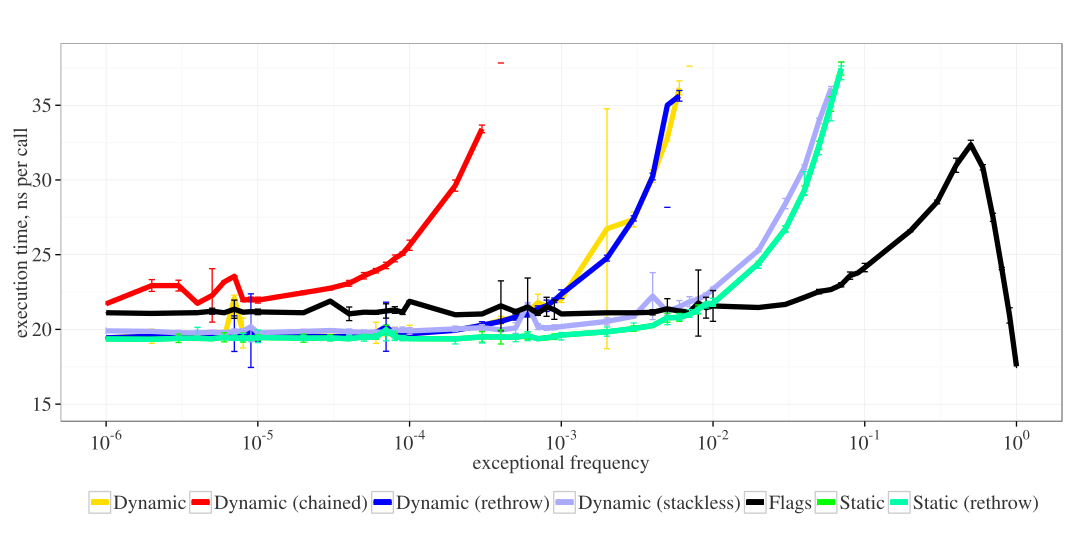 execution time, ns per call
35
30
25
20
15
10^-6 10^-5 10^-4 10^-3 10^-2 10^-1 10^0
exceptional frequency
Dynamic Dynamic (chained) Dynamic (rethrow) Dynamic (stackless) Flags Static Static (rethrow)